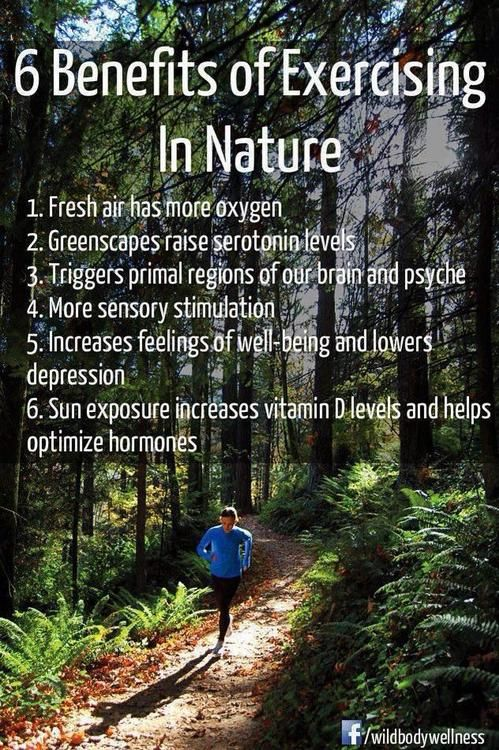 6 Benefits of Exercising
In Nature
1. Fresh air has more oxygen
2. Greenscapes raise serotonin levels
3. Triggers primal regions of our brain and psyche
4. More sensory stimulation
5. Increases feelings of well-being and lowers
depression
6. Sun exposure increases vitamin D levels and helps
optimize hormones
f/wildbodywellness